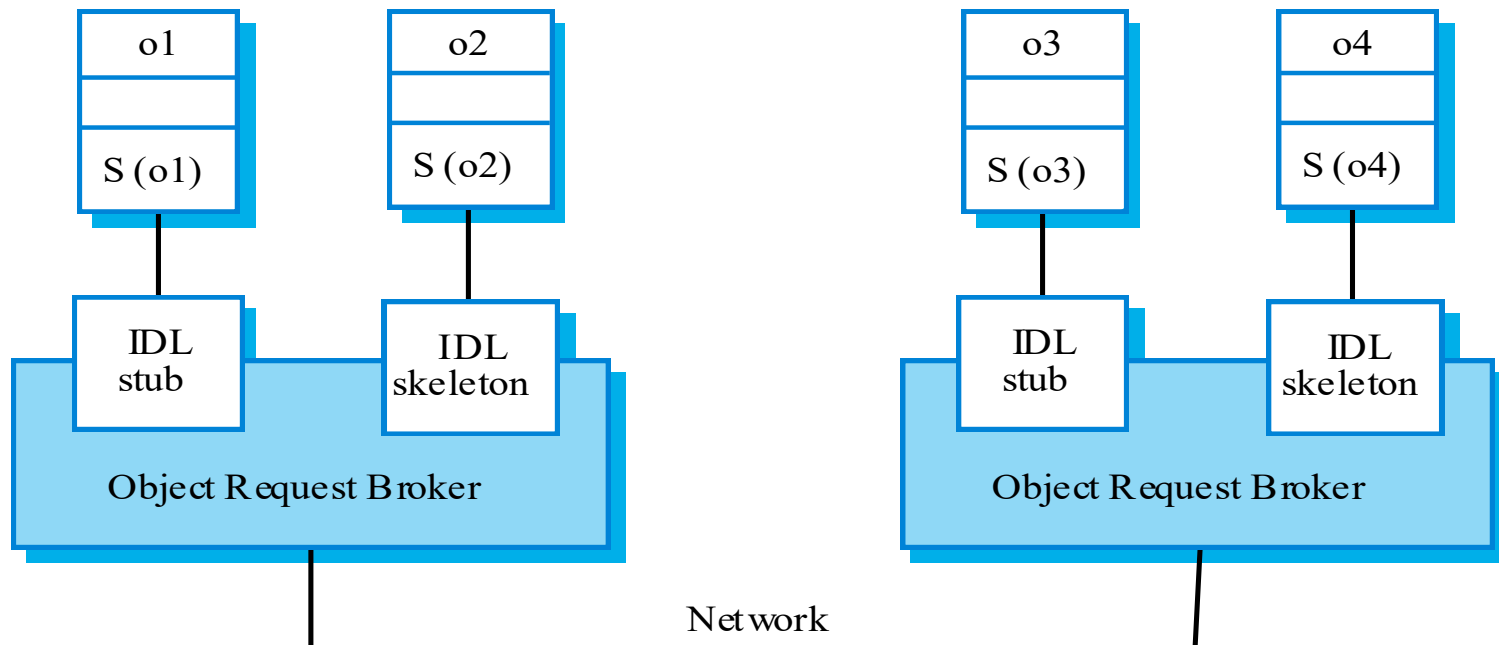 o1
o2
o3
o4
S (o1)
S (o2)
S (o3)
S (o4)
IDL
stub
IDL
skeleton
IDL
stub
IDL
skeleton
Object Request Broker
Object Request Broker
Network